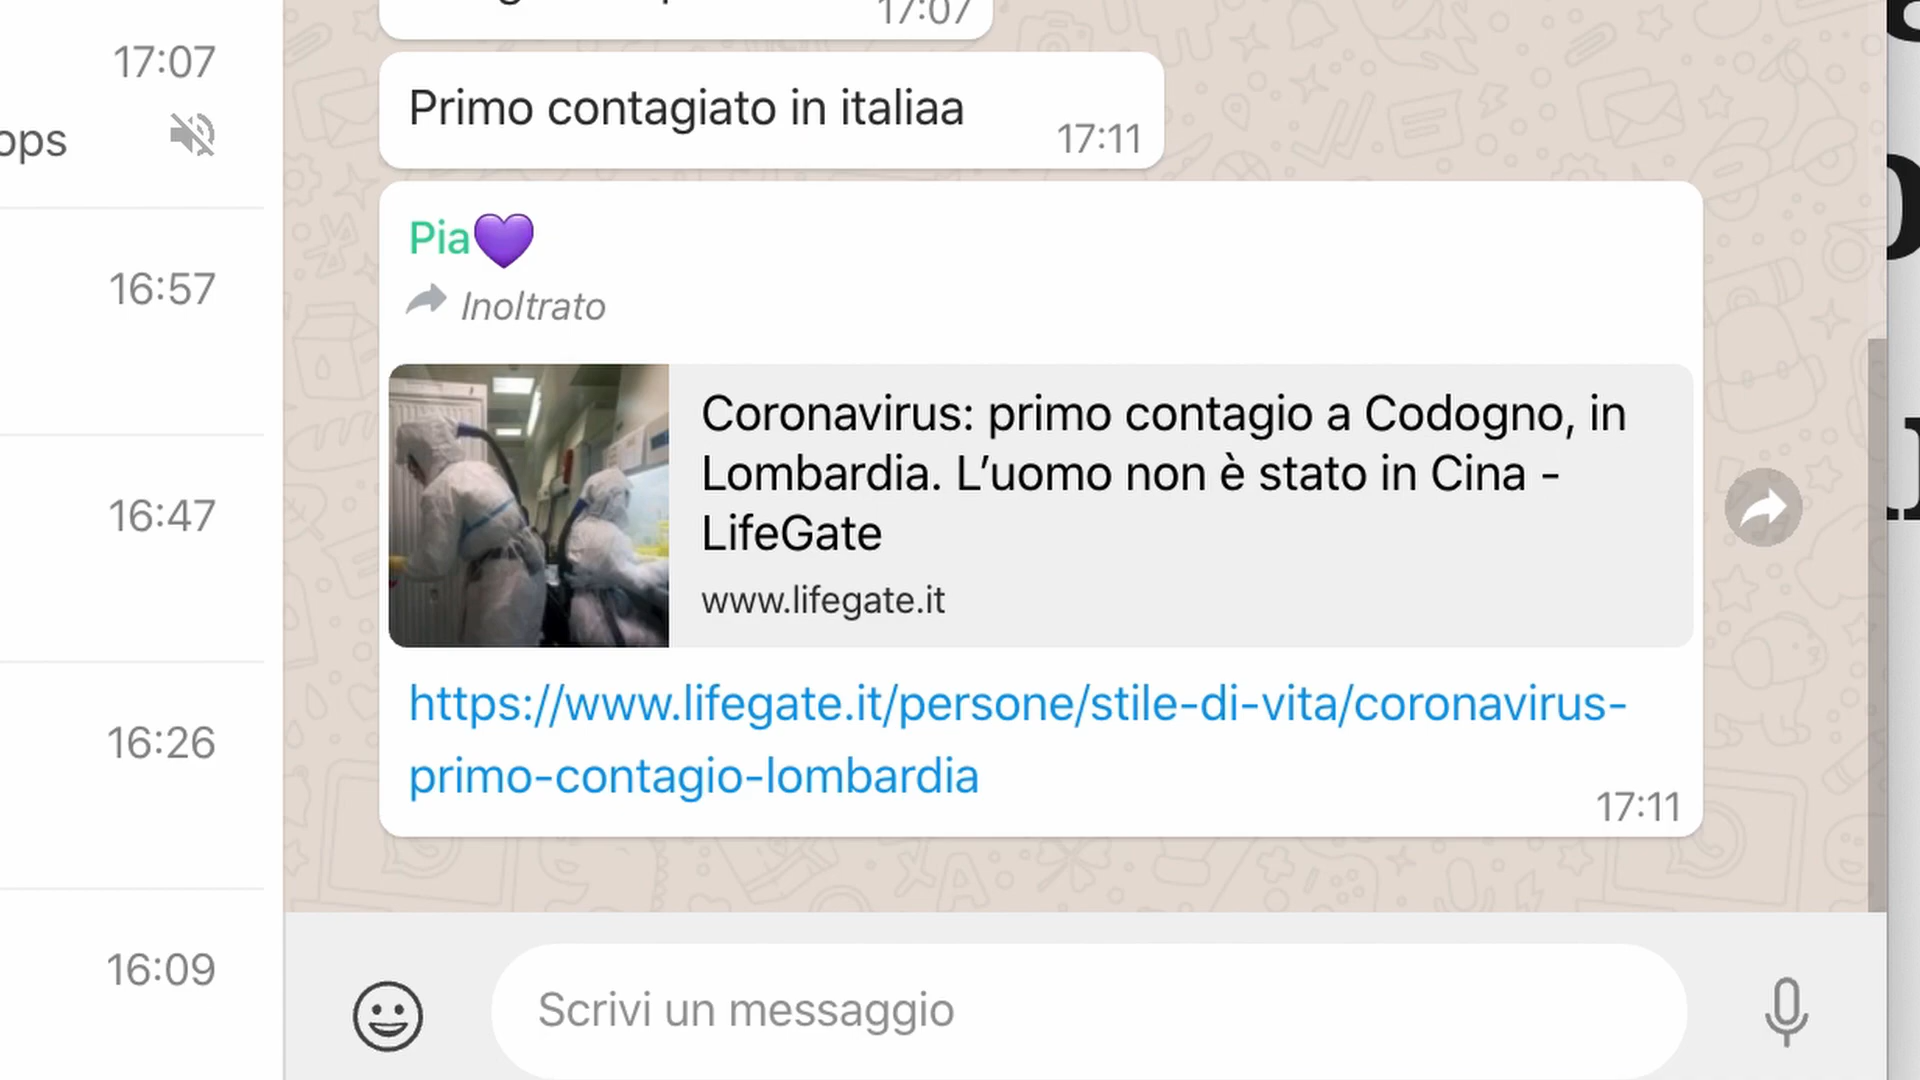 17:07
ops
16:57
16:47
16:26
16:09
17:07
Primo contagiato in italiaa
17:11
Pia💜
Inoltrato
Coronavirus: primo contagio a Codogno, in
Lombardia. L’uomo non è stato in Cina -
LifeGate
www.lifegate.it
https://www.lifegate.it/persone/stile-di-vita/coronavirus-
primo-contagio-lombardia
17:11
Scrivi un messaggio